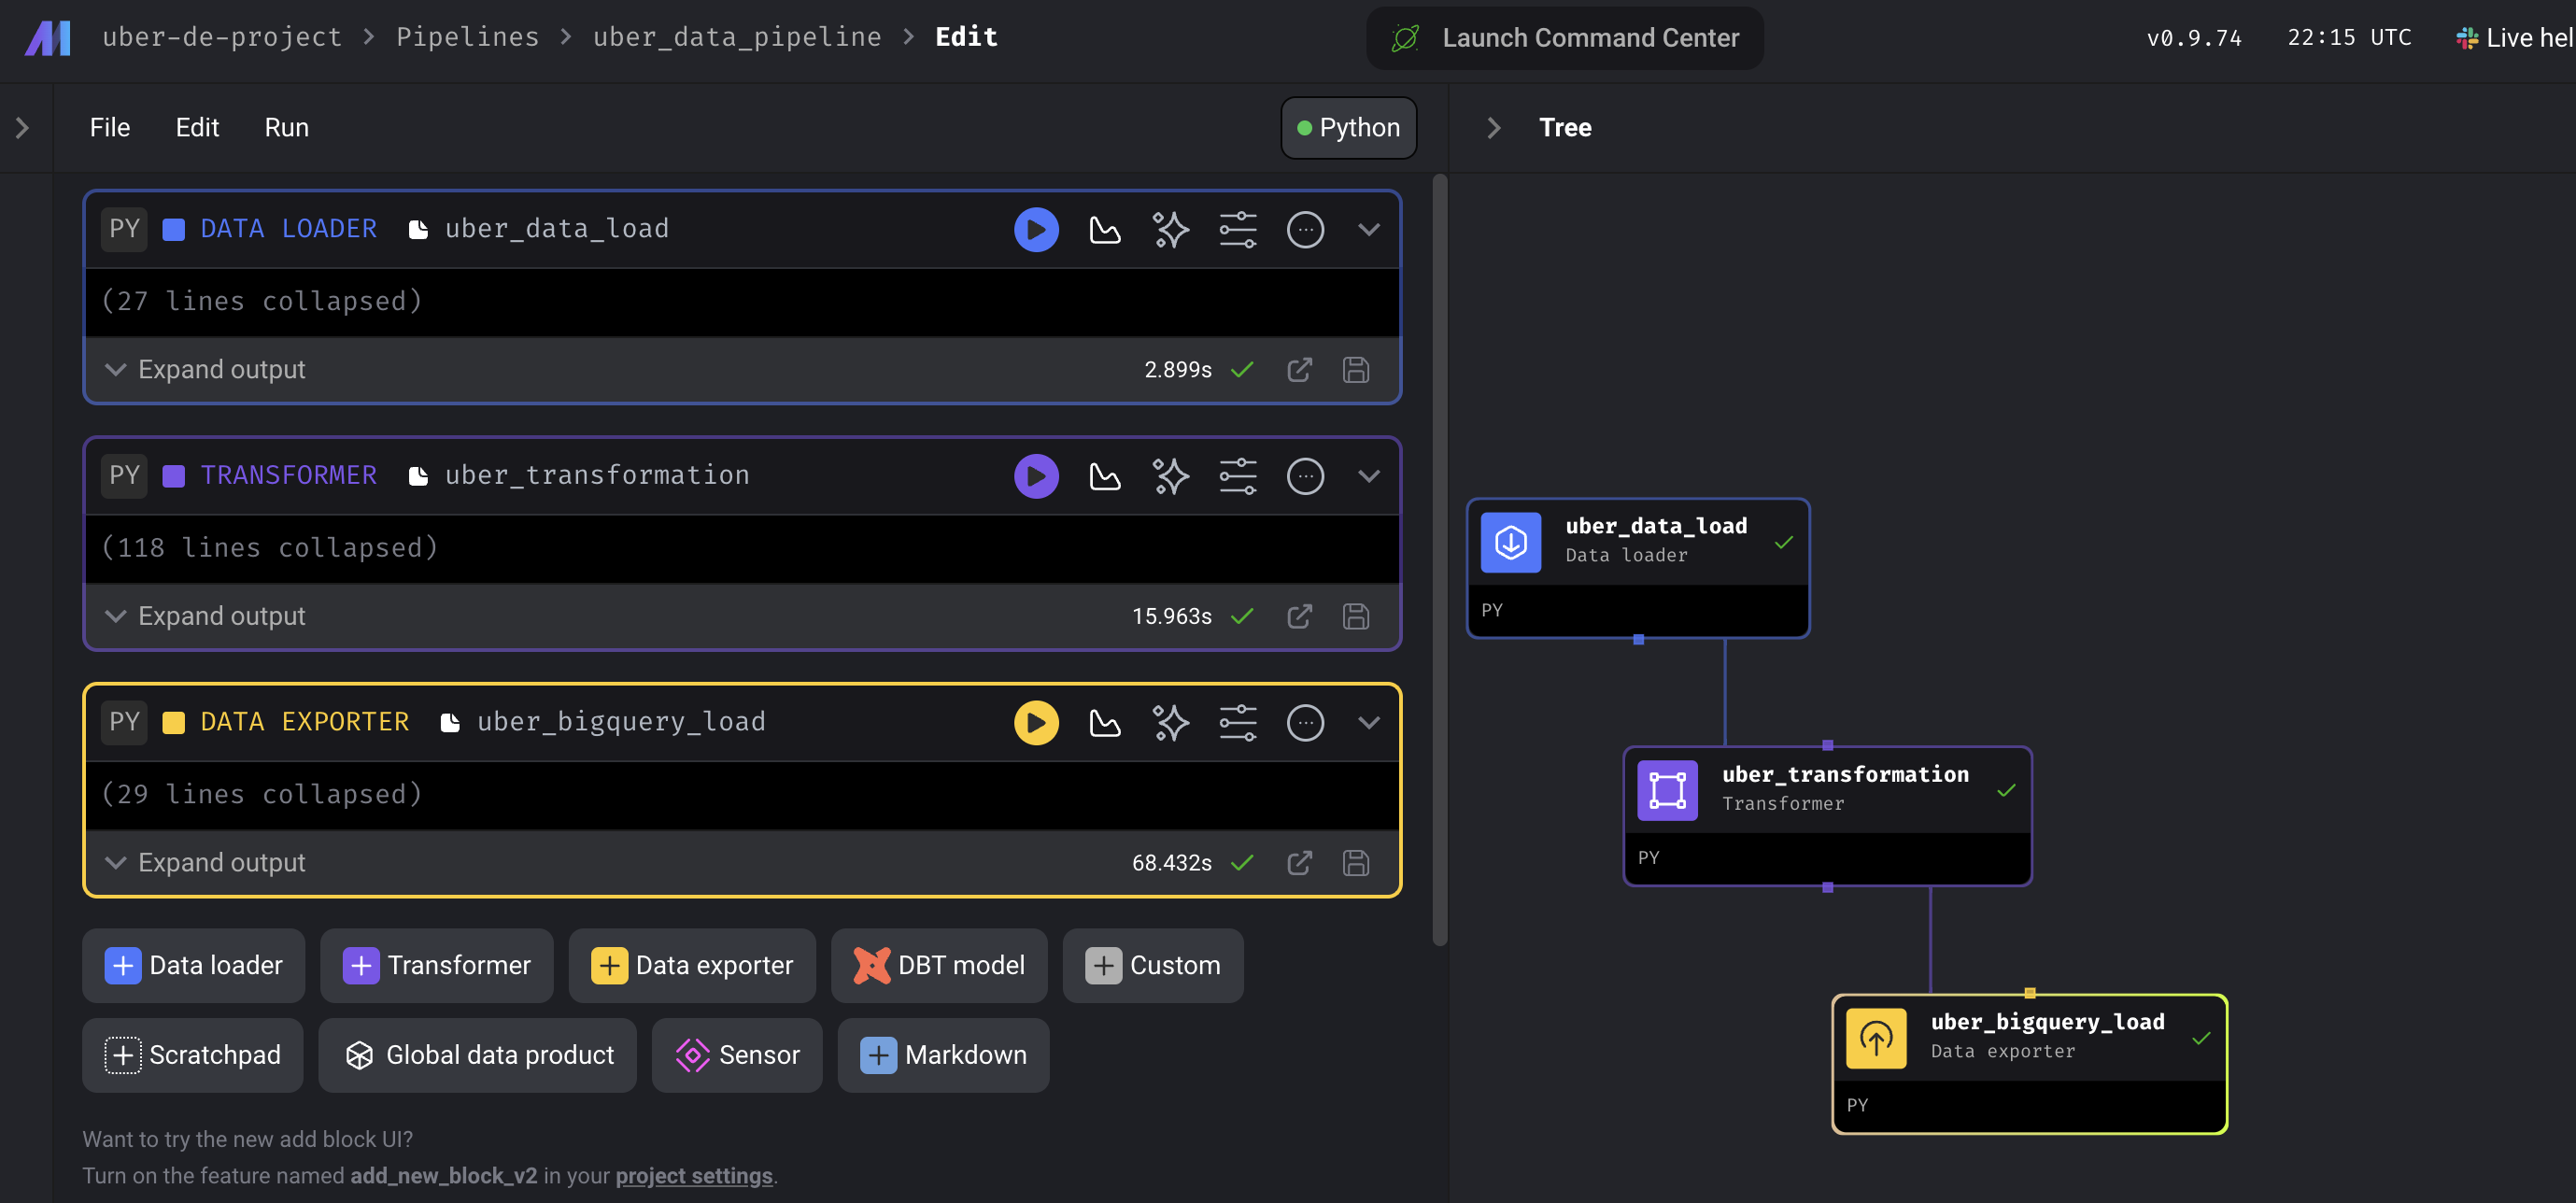 uber-de-project > Pipelines > uber_data_pipeline > Edit
Launch Command Center
v0.9.74 22:15 UTC Live hel
File Edit Run
Python
Tree
PY DATA LOADER uber_data_load
(27 lines collapsed)
Expand output 2.899s
PY TRANSFORMER uber_transformation
(118 lines collapsed)
Expand output 15.963s
PY DATA EXPORTER uber_bigquery_load
(29 lines collapsed)
Expand output 68.432s
Data loader Transformer Data exporter DBT model Custom
Scratchpad Global data product Sensor Markdown
Want to try the new add block UI?
Turn on the feature named add_new_block_v2 in your project settings.
uber_data_load
Data loader
PY
uber_transformation
Transformer
PY
uber_bigquery_load
Data exporter
PY